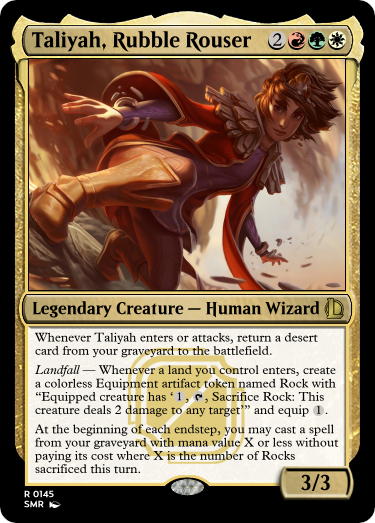 Taliyah, Rubble Rouser 2
Legendary Creature — Human Wizard
Whenever Taliyah enters or attacks, return a desert
card from your graveyard to the battlefield.
Landfall — Whenever a land you control enters, create
a colorless Equipment artifact token named Rock with
“Equipped creature has ‘1, , Sacrifice Rock: This
creature deals 2 damage to any target’” and equip 1.
At the beginning of each endstep, you may cast a spell
from your graveyard with mana value X or less without
paying its cost where X is the number of Rocks
sacrificed this turn.
3/3
R 0145
SMR